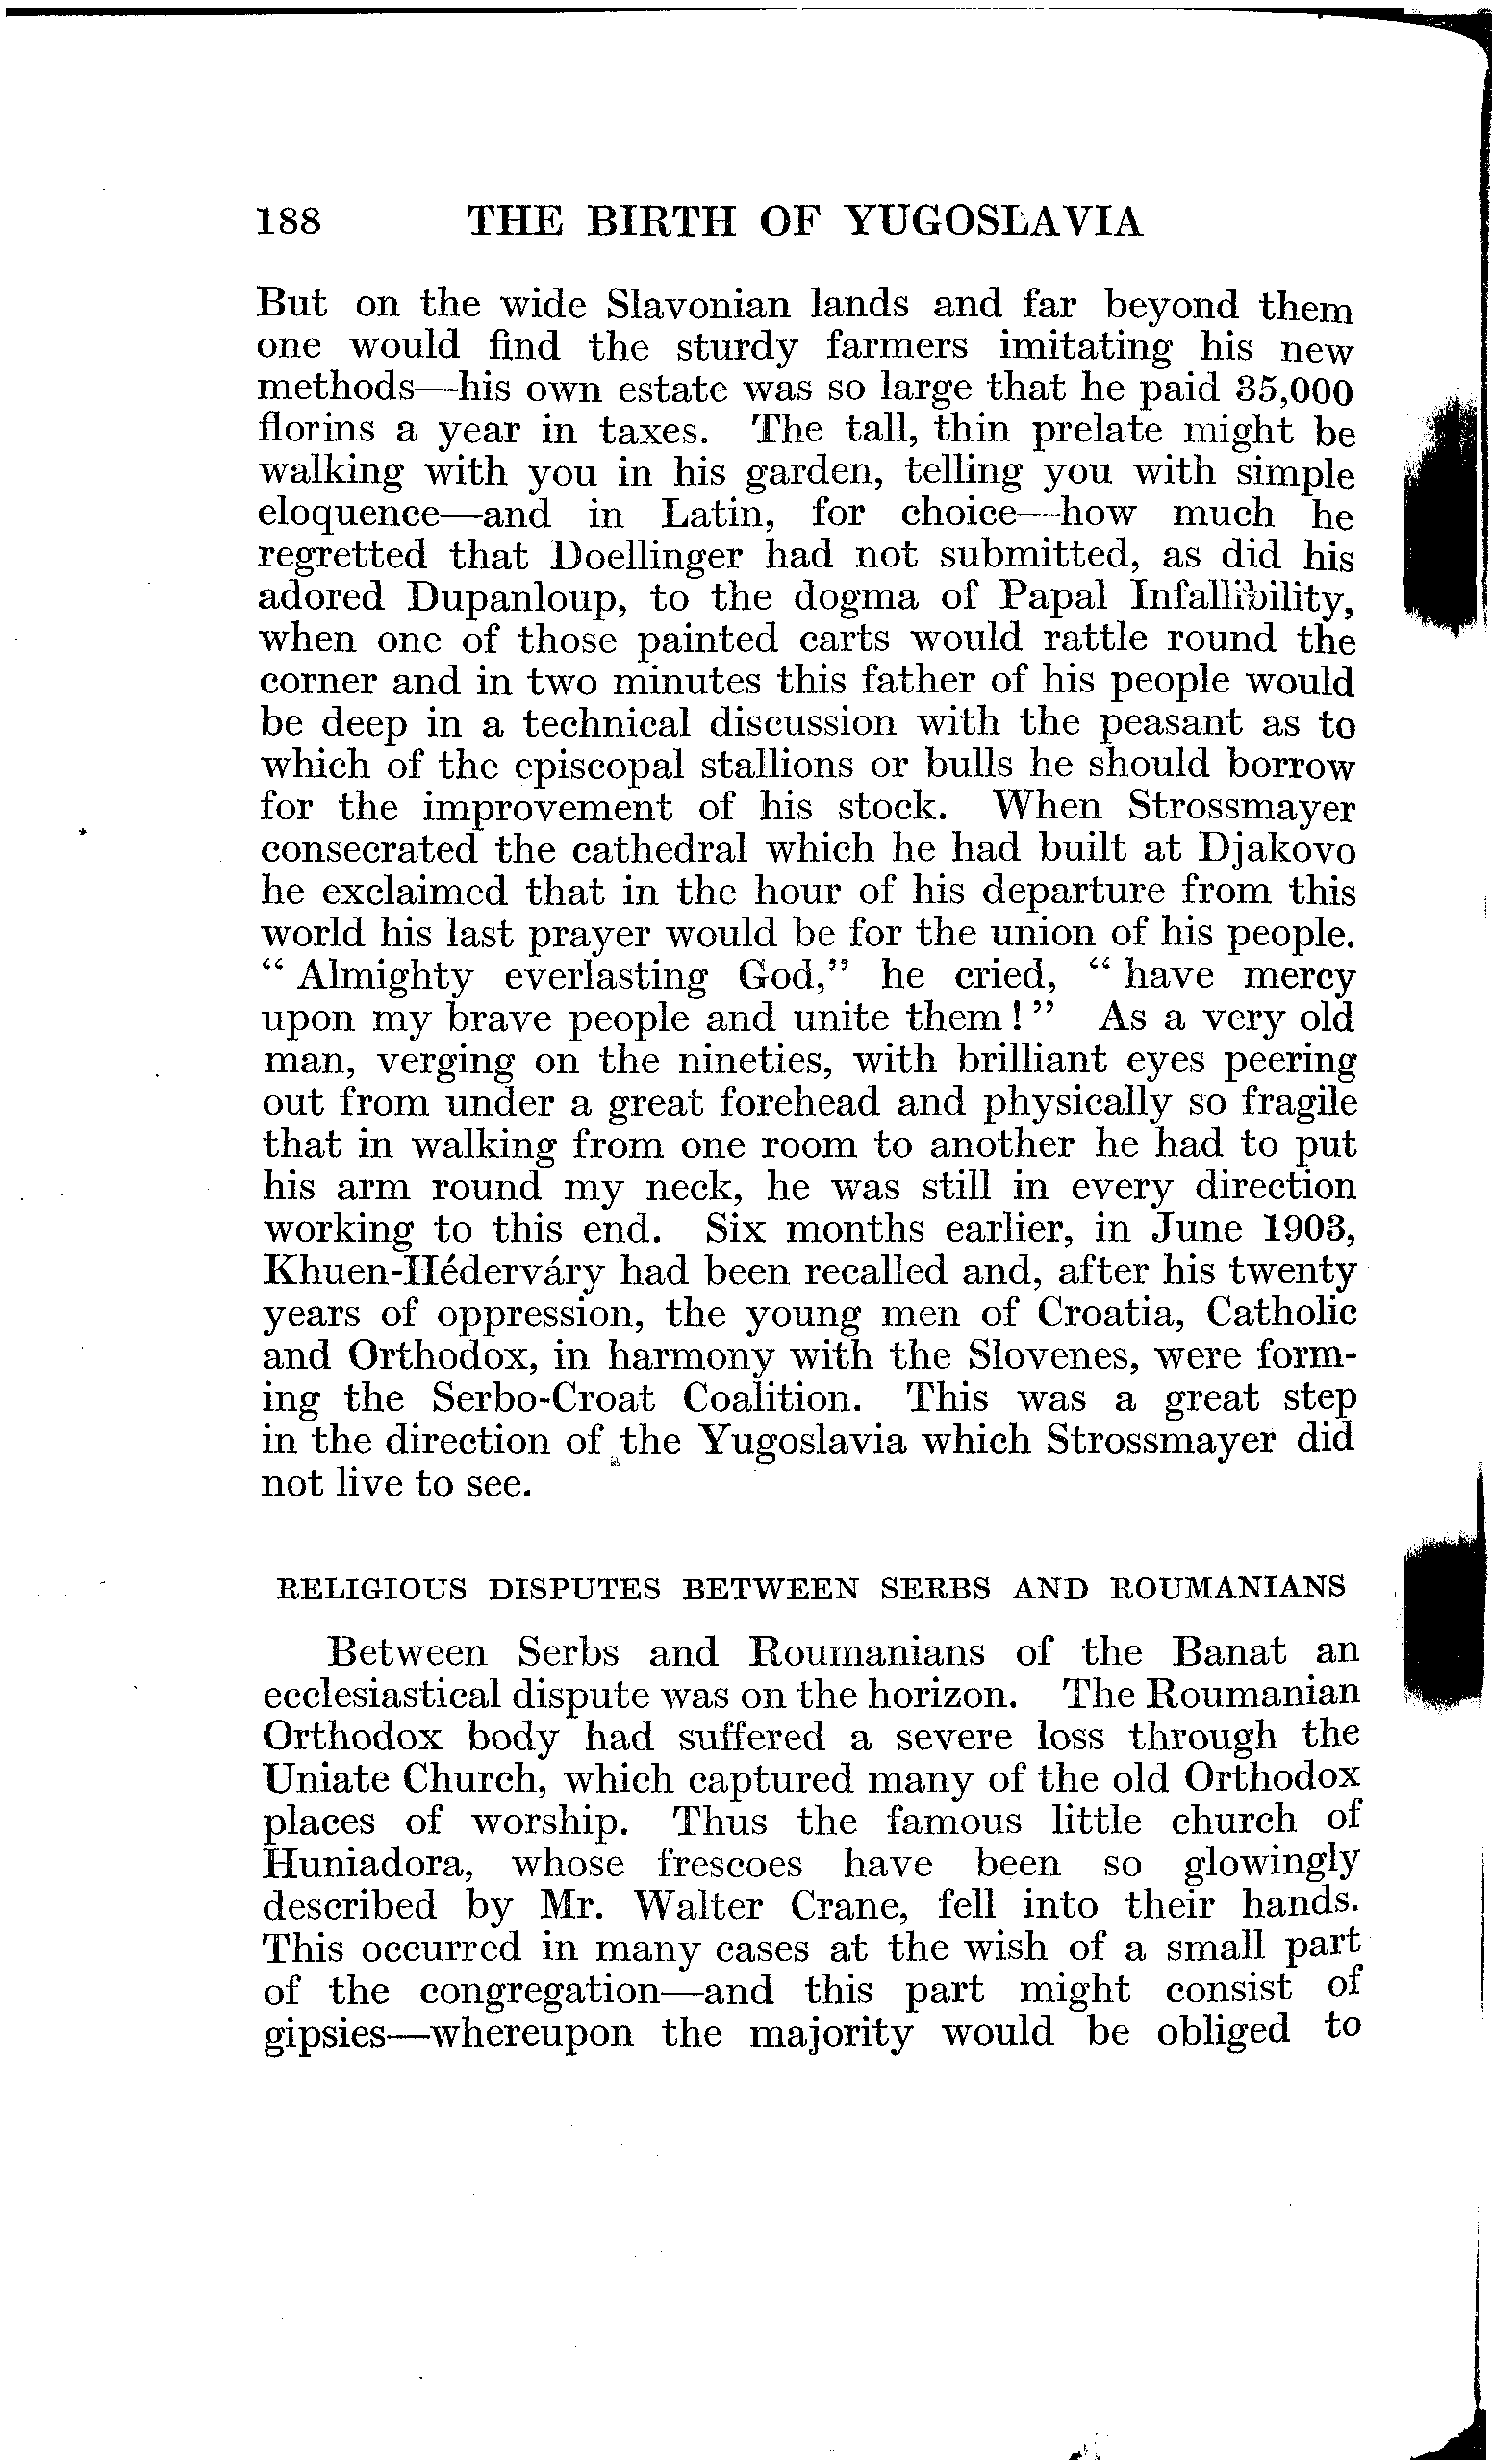 188 THE BIRTH OF YUGOSLAVIA
But on the wide Slavonian lands and far beyond them
one would find the sturdy farmers imitating his new
methods—his own estate was so large that he paid 35,000
florins a year in taxes. The tall, thin prelate might be
walking with you in his garden, telling you with simple
eloquence—and in Latin, for choice—how much he
regretted that Doellinger had not submitted, as did his
adored Dupanloup, to the dogma of Papal Infallibility,
when one of those painted carts would rattle round the
corner and in two minutes this father of his people would
be deep in a technical discussion with the peasant as to
which of the episcopal stallions or bulls he should borrow
for the improvement of his stock. When Strossmayer
consecrated the cathedral which he had built at Djakovo
he exclaimed that in the hour of his departure from this
world his last prayer would be for the union of his people.
“ Almighty everlasting God,” he cried, “ have mercy
upon my brave people and unite them ! ” As a very old
man, verging on the nineties, with brilliant eyes peering
out from under a great forehead and physically so fragile
that in walking from one room to another he had to put
his arm round my neck, he was still in every direction
working to this end. Six months earlier, in June 1903,
Khuen-Héderváry had been recalled and, after his twenty
years of oppression, the young men of Croatia, Catholic
and Orthodox, in harmony with the Slovenes, were form-
ing the Serbo-Croat Coalition. This was a great step
in the direction of the Yugoslavia which Strossmayer did
not live to see.
RELIGIOUS DISPUTES BETWEEN SERBS AND ROUMANIANS
Between Serbs and Roumanians of the Banat an
ecclesiastical dispute was on the horizon. The Roumanian
Orthodox body had suffered a severe loss through the
Uniate Church, which captured many of the old Orthodox
places of worship. Thus the famous little church of
Huniadora, whose frescoes have been so glowingly
described by Mr. Walter Crane, fell into their hands.
This occurred in many cases at the wish of a small part
of the congregation—and this part might consist of
gipsies—whereupon the majority would be obliged to